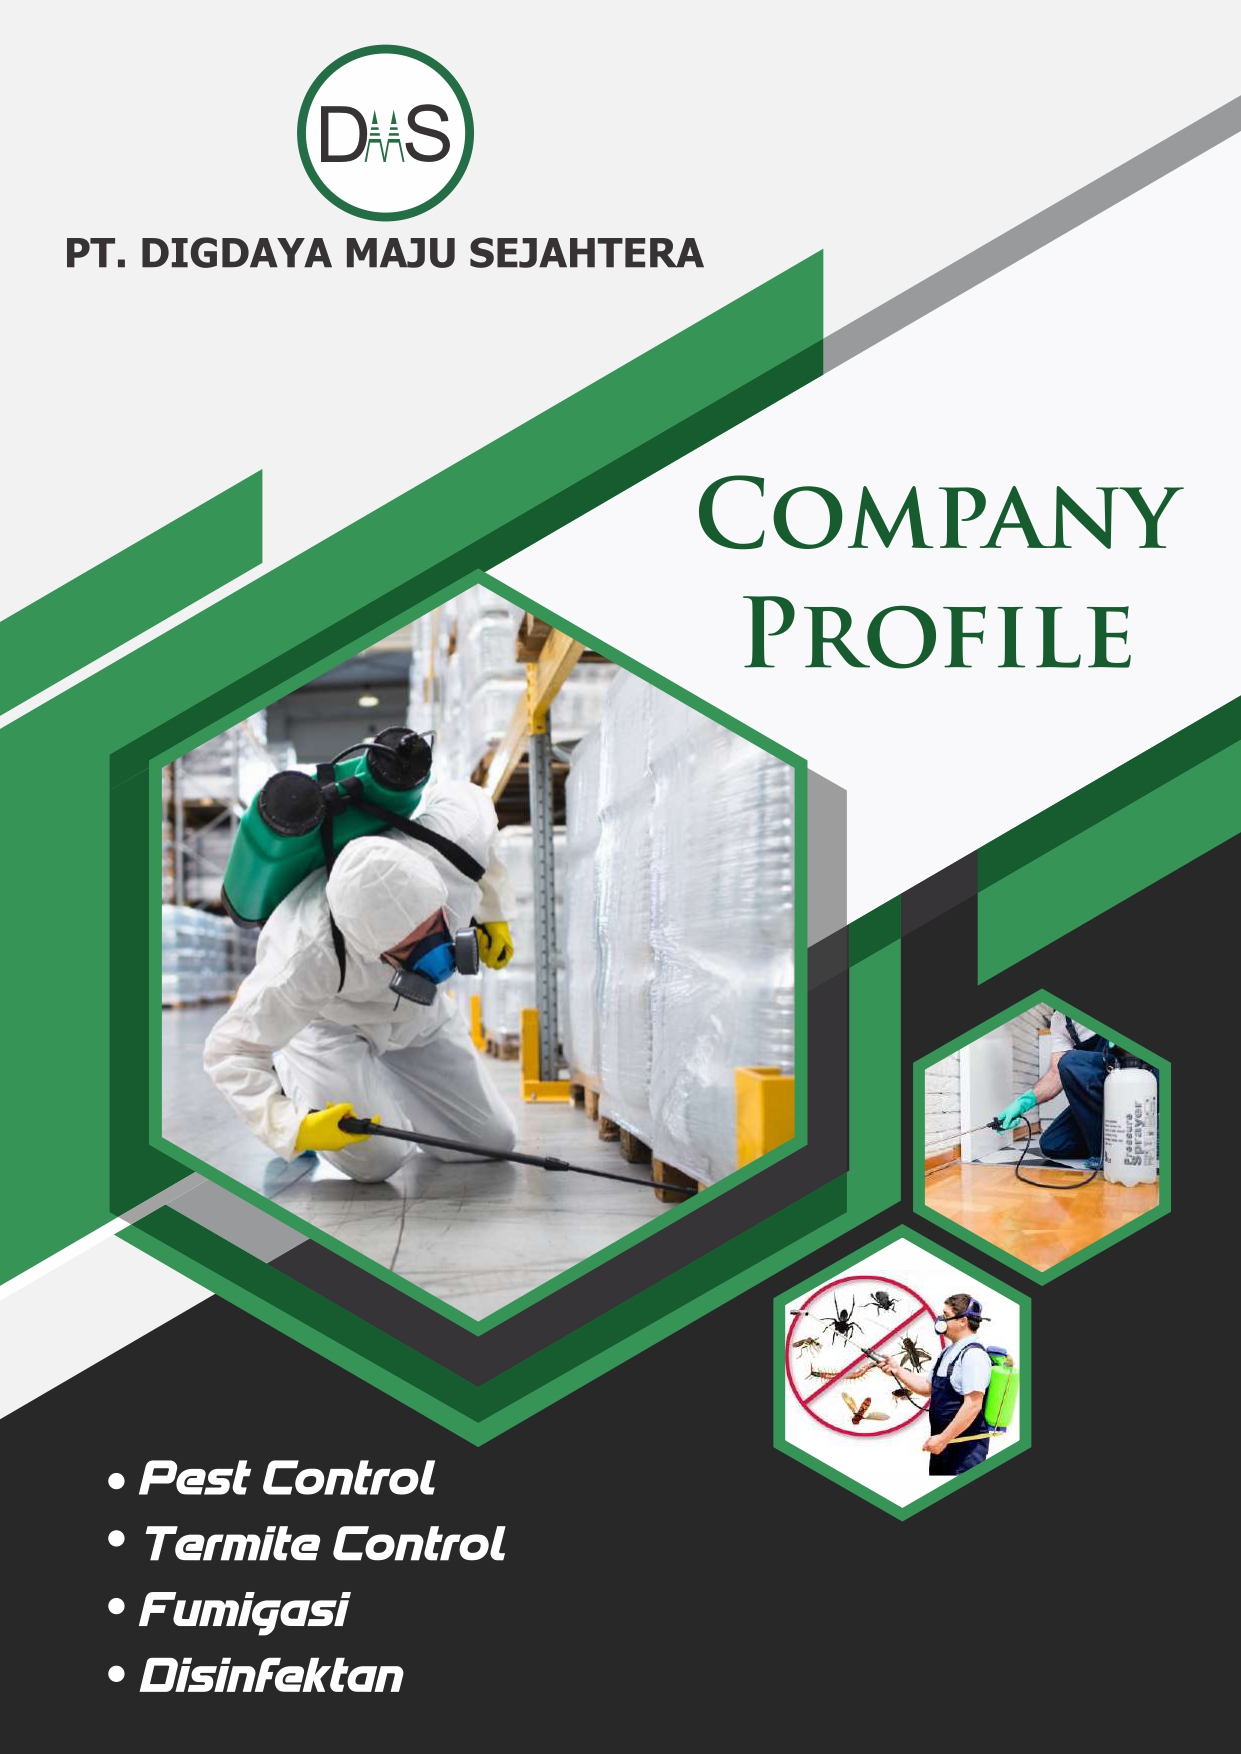 DMS
PT. DIGDAYA MAJU SEJAHTERA
COMPANY
PROFILE
Pressure
Sprayer
• Pest Control
• Termite Control
• Fumigasi
• Disinfektan